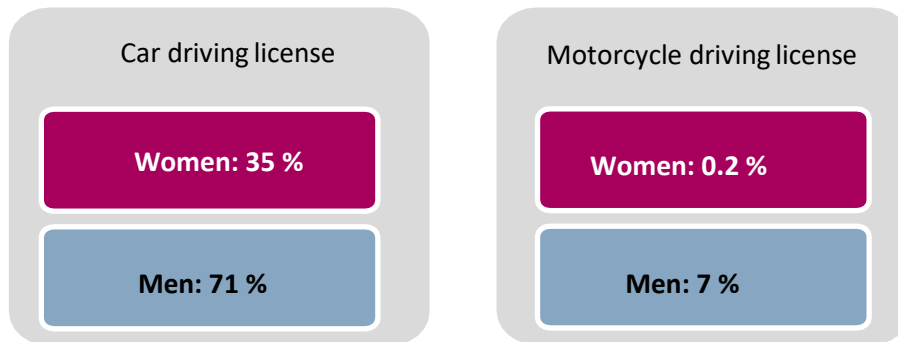 Car driving license
Women: 35 %
Men: 71 %
Motorcycle driving license
Women: 0.2 %
Men: 7 %